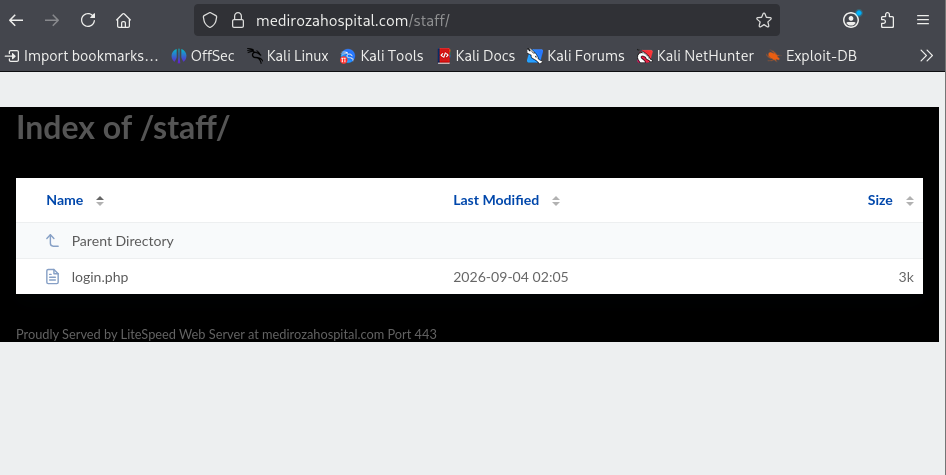 medirozahospital.com/staff/
Import bookmarks... OffSec Kali Linux Kali Tools Kali Docs Kali Forums Kali NetHunter Exploit-DB
Index of /staff/
Name Last Modified Size
Parent Directory
login.php 2026-09-04 02:05 3k
Proudly Served by LiteSpeed Web Server at medirozahospital.com Port 443